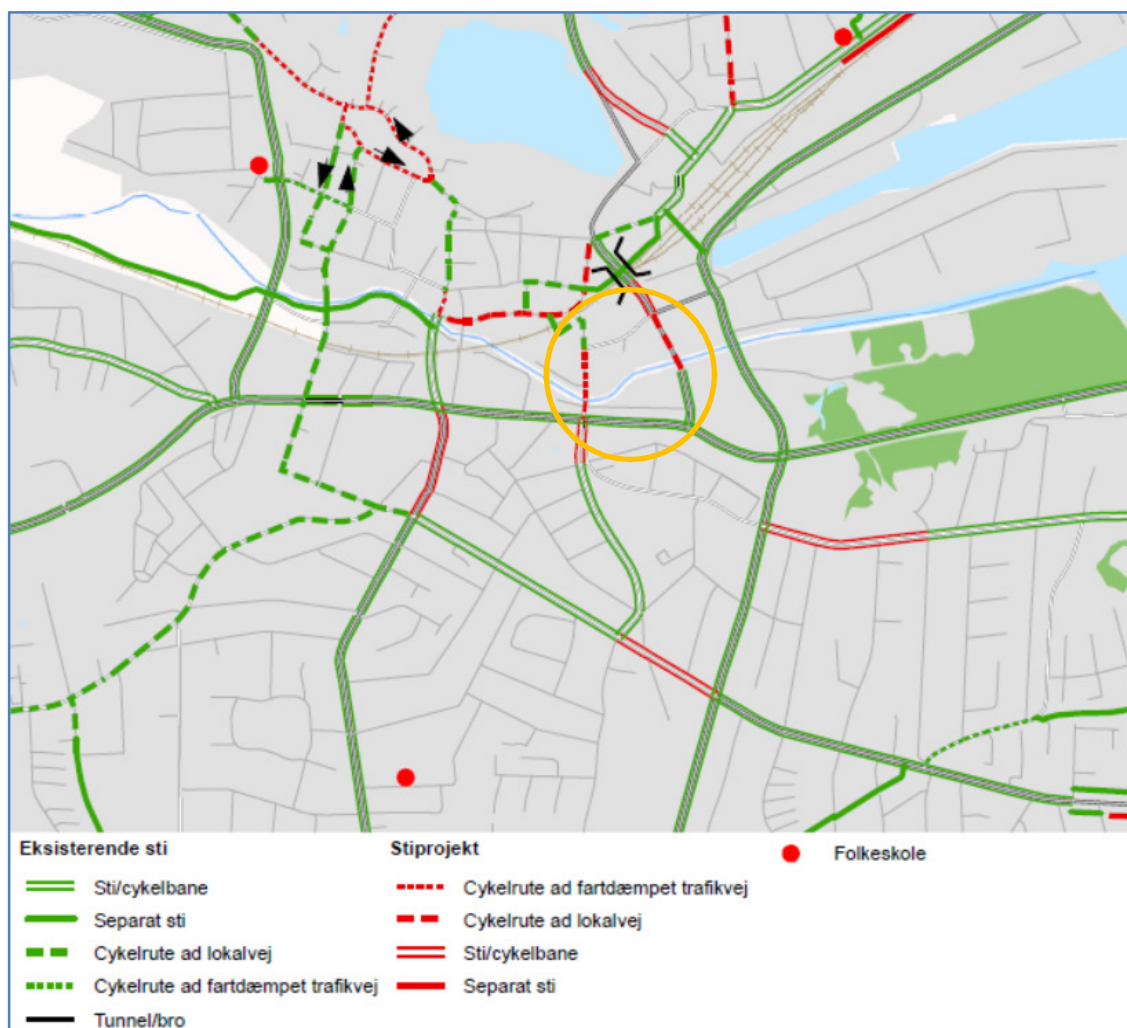 Eksisterende sti
Sti/cykelbane
Separat sti
Cykelrute ad lokalvej
Cykelrute ad fartdæmpet trafikvej
Tunnel/bro
Stiprojekt
Cykelrute ad fartdæmpet trafikvej
Cykelrute ad lokalvej
Sti/cykelbane
Separat sti
Folkeskole